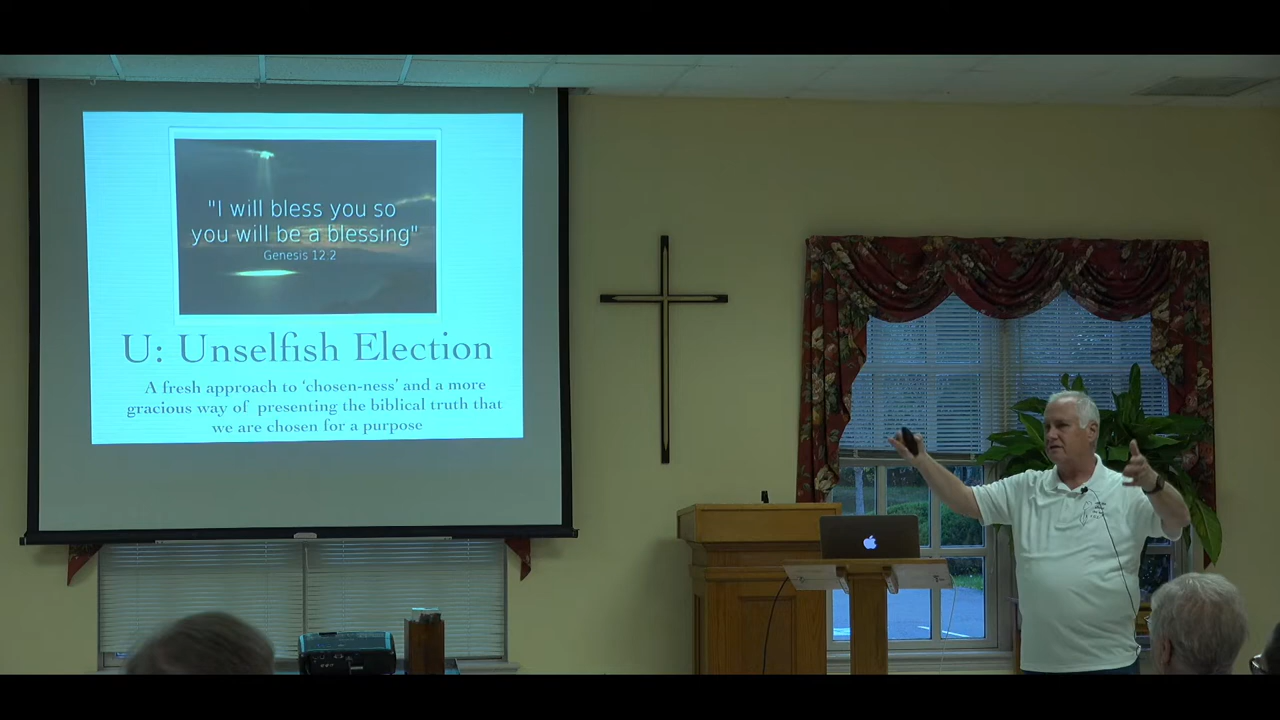 "I will bless you so
you will be a blessing"
Genesis 12:2
U: Unselfish Election
A fresh approach to ‘chosen-ness’ and a more
gracious way of presenting the biblical truth that
we are chosen for a purpose